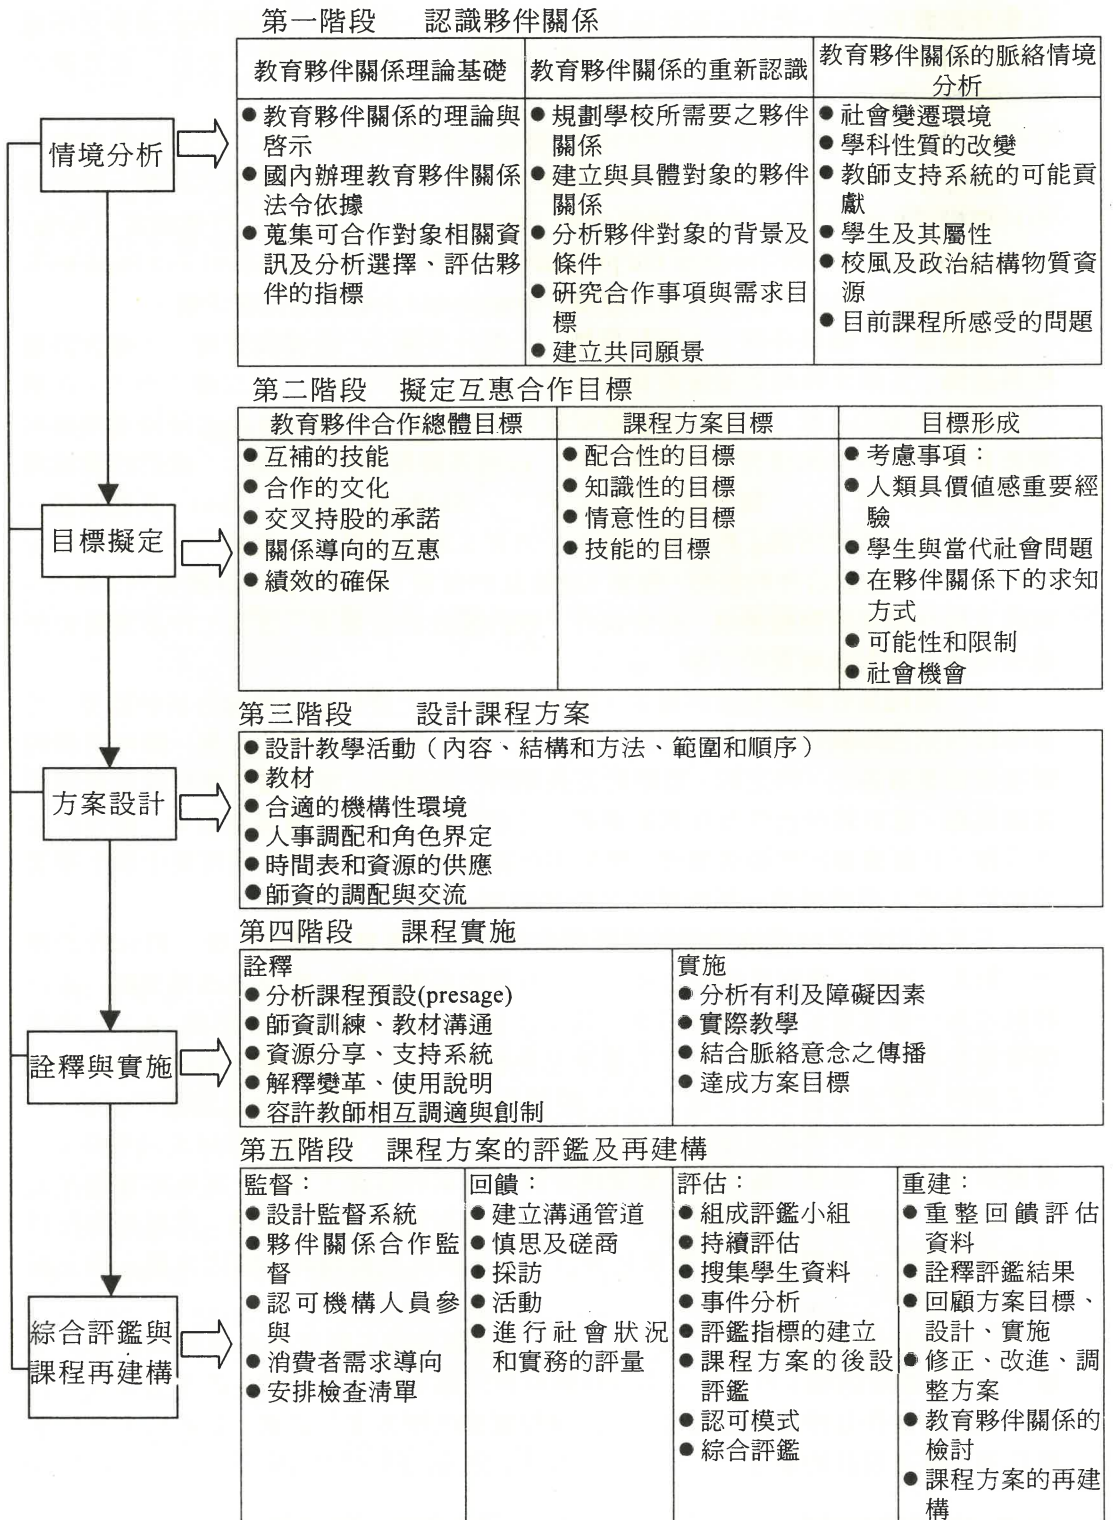 第一階段 認識夥伴關係
情境分析
教育夥伴關係理論基礎
●教育夥伴關係的理論與
啓示
●國內辦理教育夥伴關係
法令依據
●蒐集可合作對象相關資
訊及分析選擇、評估夥
伴的指標
教育夥伴關係的重新認識
●規劃學校所需要之夥伴
關係
●建立與具體對象的夥伴
關係
●分析夥伴對象的背景及
條件
●研究合作事項與需求目
標
●建立共同願景
教育夥伴關係的脈絡情境
分析
●社會變遷環境
●學科性質的改變
●教師支持系統的可能貢
獻
●學生及其屬性
●校風及政治結構物質資
源
●目前課程所感受的問題
第二階段 擬定互惠合作目標
目標擬定
教育夥伴合作總體目標
●互補的技能
●合作的文化
●交叉持股的承諾
●關係導向的互惠
●績效的確保
課程方案目標
●配合性的目標
●知識性的目標
●情意性的目標
●技能的目標
目標形成
●考慮事項：
●人類具價值感重要經
驗
●學生與當代社會問題
●在夥伴關係下的求知
方式
●可能性和限制
●社會機會
第三階段 設計課程方案
方案設計
●設計教學活動（內容、結構和方法、範圍和順序）
●教材
●合適的機構性環境
●人事調配和角色界定
●時間表和資源的供應
●師資的調配與交流
第四階段 課程實施
詮釋與實施
詮釋
●分析課程預設(presage)
●師資訓練、教材溝通
●資源分享、支持系統
●解釋變革、使用說明
●容許教師相互調適與創制
實施
●分析有利及障礙因素
●實際教學
●結合脈絡意念之傳播
●達成方案目標
第五階段 課程方案的評鑑及再建構
綜合評鑑與
課程再建構
監督：
●設計監督系統
●夥伴關係合作監
督
●認可機構人員參
與
●消費者需求導向
●安排檢查清單
回饋：
●建立溝通管道
●慎思及磋商
●採訪
●活動
●進行社會狀況
和實務的評量
評估：
●組成評鑑小組
●持續評估
●搜集學生資料
●事件分析
●評鑑指標的建立
●課程方案的後設
評鑑
●認可模式
●綜合評鑑
重建：
●重整回饋評估
資料
●詮釋評鑑結果
●回顧方案目標、
設計、實施
●修正、改進、調
整方案
●教育夥伴關係的
檢討
●課程方案的再建
構